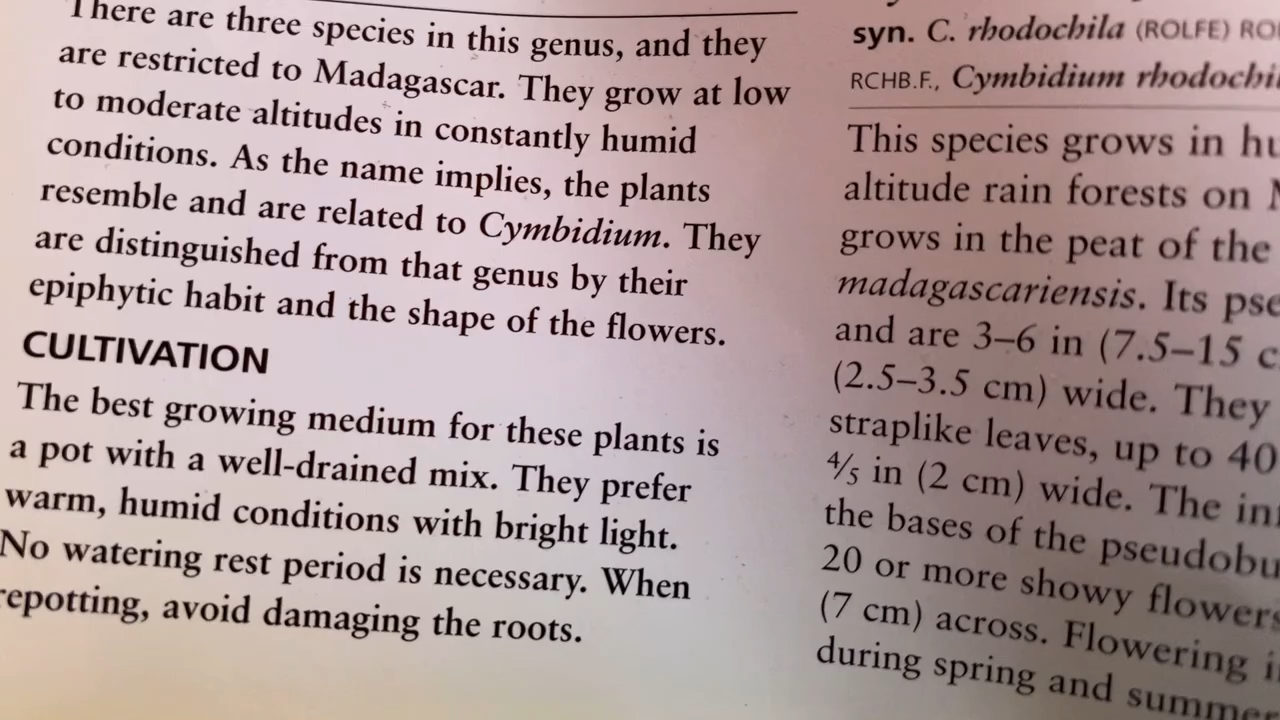 There are three species in this genus, and they
are restricted to Madagascar. They grow at low
to moderate altitudes in constantly humid
conditions. As the name implies, the plants
resemble and are related to Cymbidium. They
are distinguished from that genus by their
epiphytic habit and the shape of the flowers.
CULTIVATION
The best growing medium for these plants is
a pot with a well-drained mix. They prefer
warm, humid conditions with bright light.
No watering rest period is necessary. When
repotting, avoid damaging the roots.
syn. C. rhodochila (ROLFE)
RCHB.F., Cymbidium
This species grows in
altitude rain forests on
grows in the peat of the
madagascariensis. Its
and are 3–6 in (7.5–15
(2.5–3.5 cm) wide. They
straplike leaves, up to 40
⅘ in (2 cm) wide. The
the bases of the
20 or more showy
(7 cm) across. Flowering
during spring and